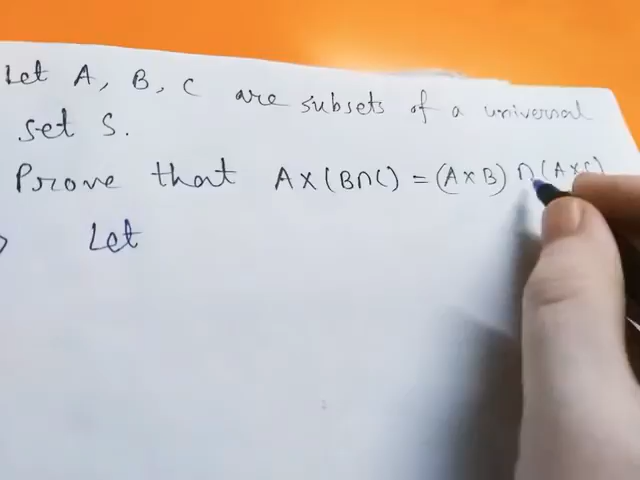 Let A, B, C are subsets of a universal
set S.
Prove that A×(B∩C) = (A×B) ∩ (A×C)
Let